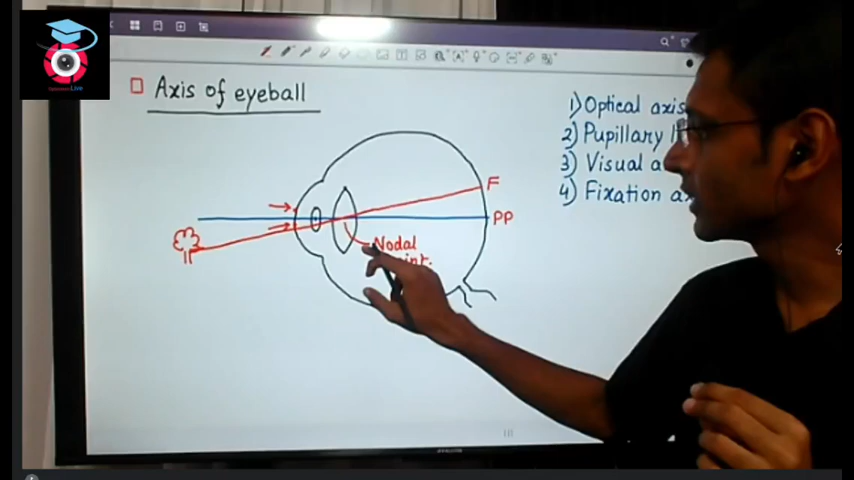 Axis of eyeball
1) Optical axis
2) Pupillary
3) Visual
4) Fixation
F
PP
Nodal